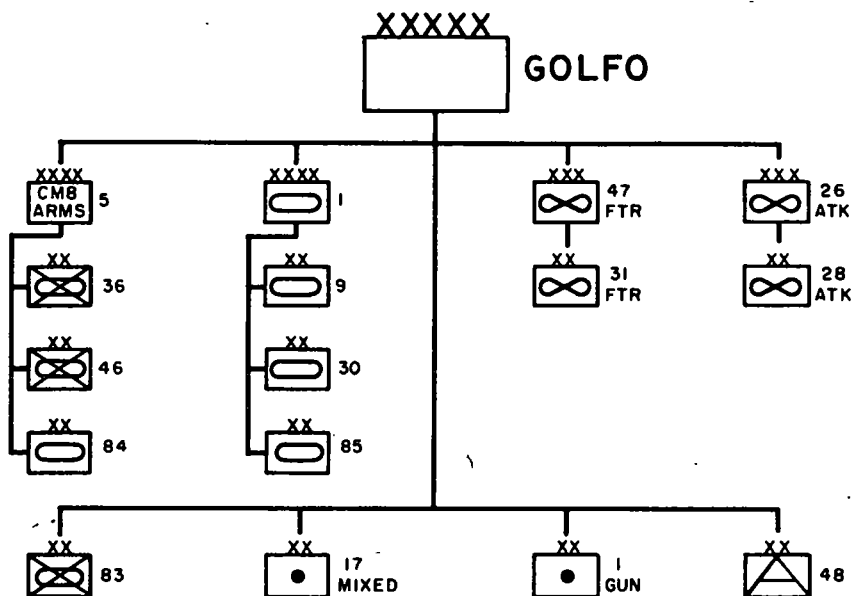 XXXXX
GOLFO
XXXX
CMB
ARMS
5
XXXX
1
XXX
47
FTR
XXX
26
ATK
XX
36
XX
9
XX
31
FTR
XX
28
ATK
XX
46
XX
30
XX
84
XX
85
XX
83
XX
17
MIXED
XX
1
GUN
XX
48